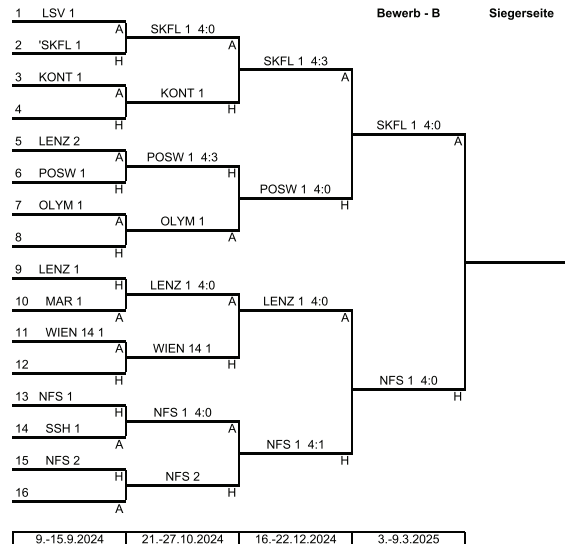 Bewerb - B Siegerseite
1 LSV 1
A SKFL 1 4:0
2 'SKFL 1 A
H SKFL 1 4:3
3 KONT 1 A
A KONT 1
4 H
H SKFL 1 4:0
5 LENZ 2 A
A POSW 1 4:3
6 POSW 1 H
H POSW 1 4:0
7 OLYM 1 H
A OLYM 1
8 A
H
9 LENZ 1
H LENZ 1 4:0
10 MAR 1 A
A LENZ 1 4:0
11 WIEN 14 1 A
A WIEN 14 1
12 H
H NFS 1 4:0
13 NFS 1 H
H NFS 1 4:0
14 SSH 1 A
A NFS 1 4:1
15 NFS 2 H
H NFS 2
16 H
A
9.-15.9.2024 21.-27.10.2024 16.-22.12.2024 3.-9.3.2025